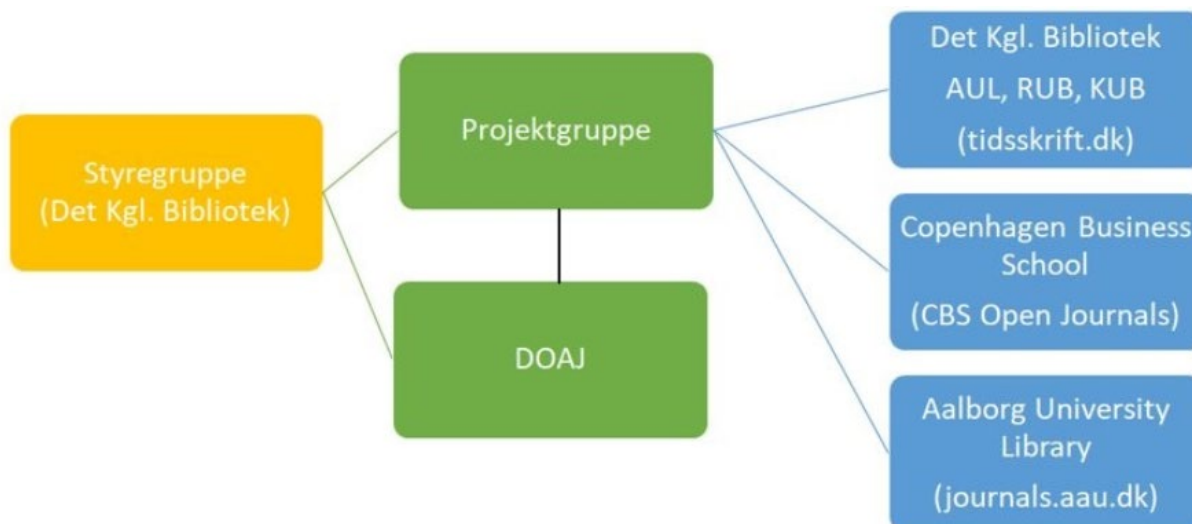 Styregruppe
(Det Kgl. Bibliotek)
Projektgruppe
DOAJ
Det Kgl. Bibliotek
AUL, RUB, KUB
(tidsskrift.dk)
Copenhagen Business
School
(CBS Open Journals)
Aalborg University
Library
(journals.aau.dk)